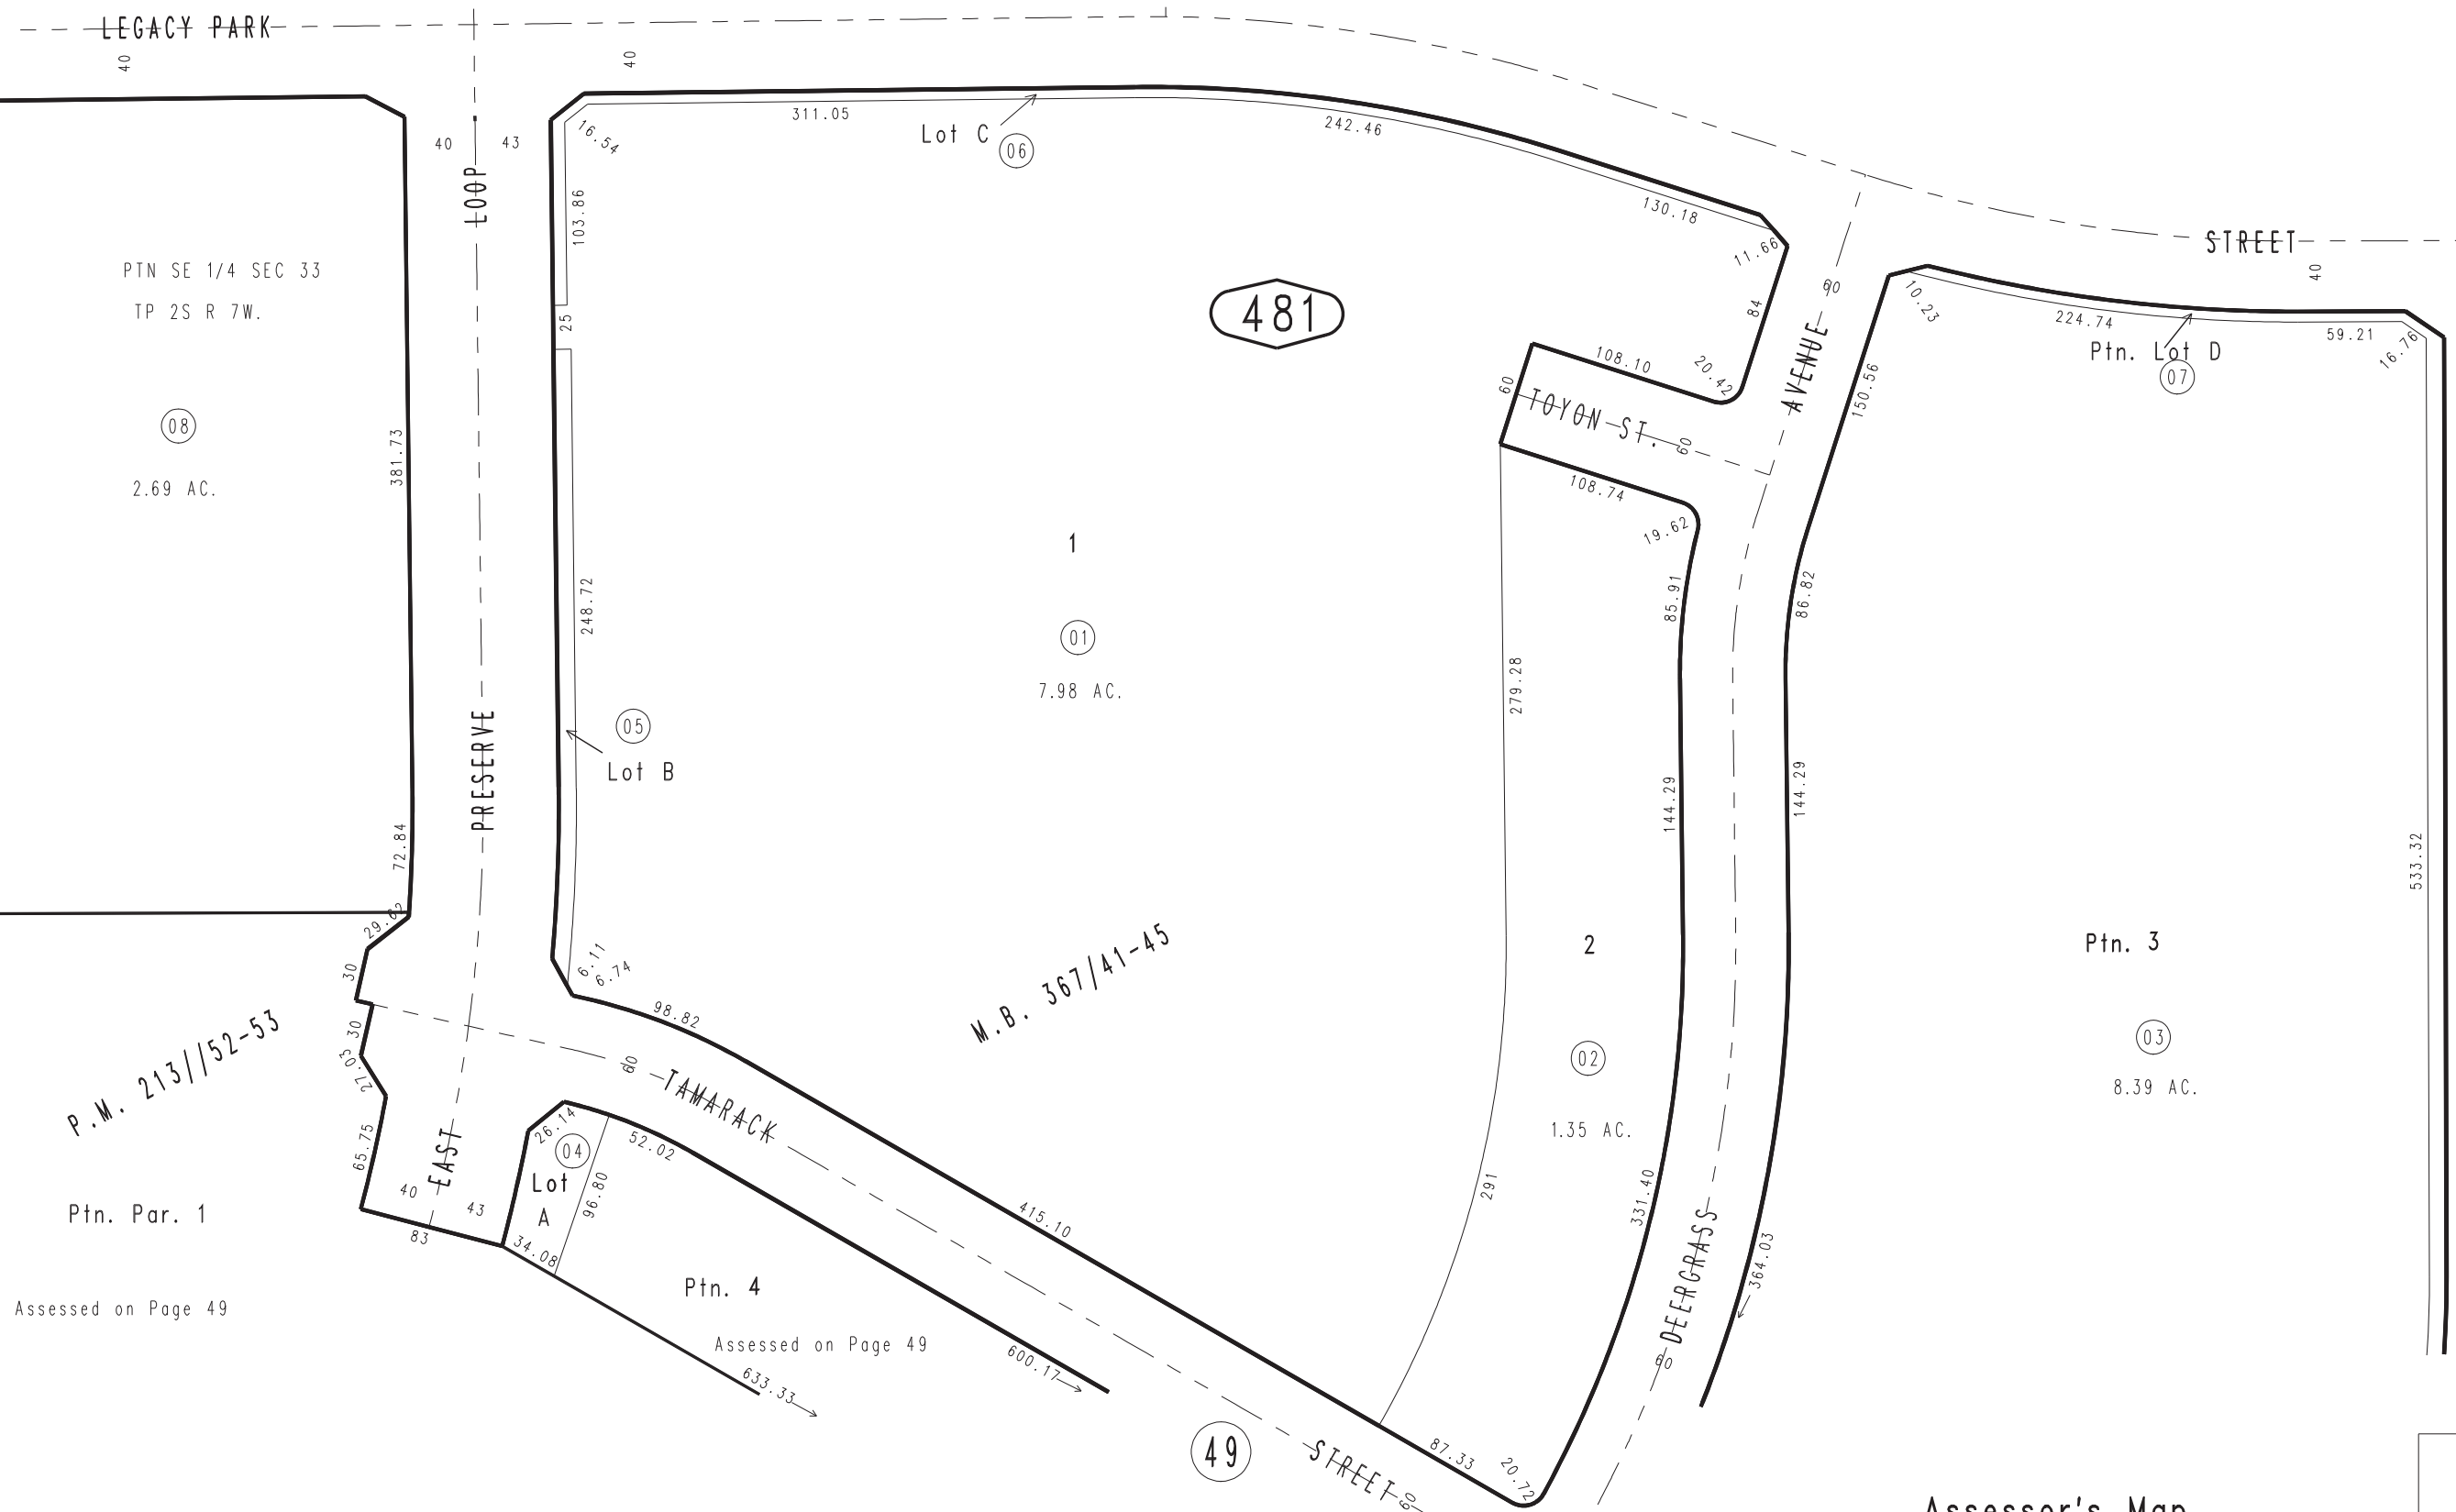 LEGACY PARK
40
40
40 43
LOOP
16.54
311.05
Lot C
06
242.46
130.18
11.66
STREET
40
103.86
PTN SE 1/4 SEC 33
TP 2S R 7W.
08
2.69 AC.
381.73
25
481
84
60
AVENUE
10.23
224.74
59.21
16.76
Ptn. Lot D
07
108.10
20.42
60
TOYON ST.
60
150.56
108.74
19.62
1
01
7.98 AC.
248.72
05
Lot B
PRESERVE
72.84
279.28
85.91
86.82
144.29
144.29
533.32
2
02
1.35 AC.
Ptn. 3
03
8.39 AC.
29.62
30
30
27.03
65.75
6.11
6.74
98.82
M.B. 367/41-45
P.M. 213//52-53
60
TAMARACK
26.14
04
Lot
A
52.02
96.80
EAST
40
43
83
34.08
Ptn. Par. 1
Assessed on Page 49
Ptn. 4
Assessed on Page 49
633.33
600.17
415.10
291
331.40
DEERGRASS
364.03
60
49
STREET
60
87.33
20.72
Assessor's Map